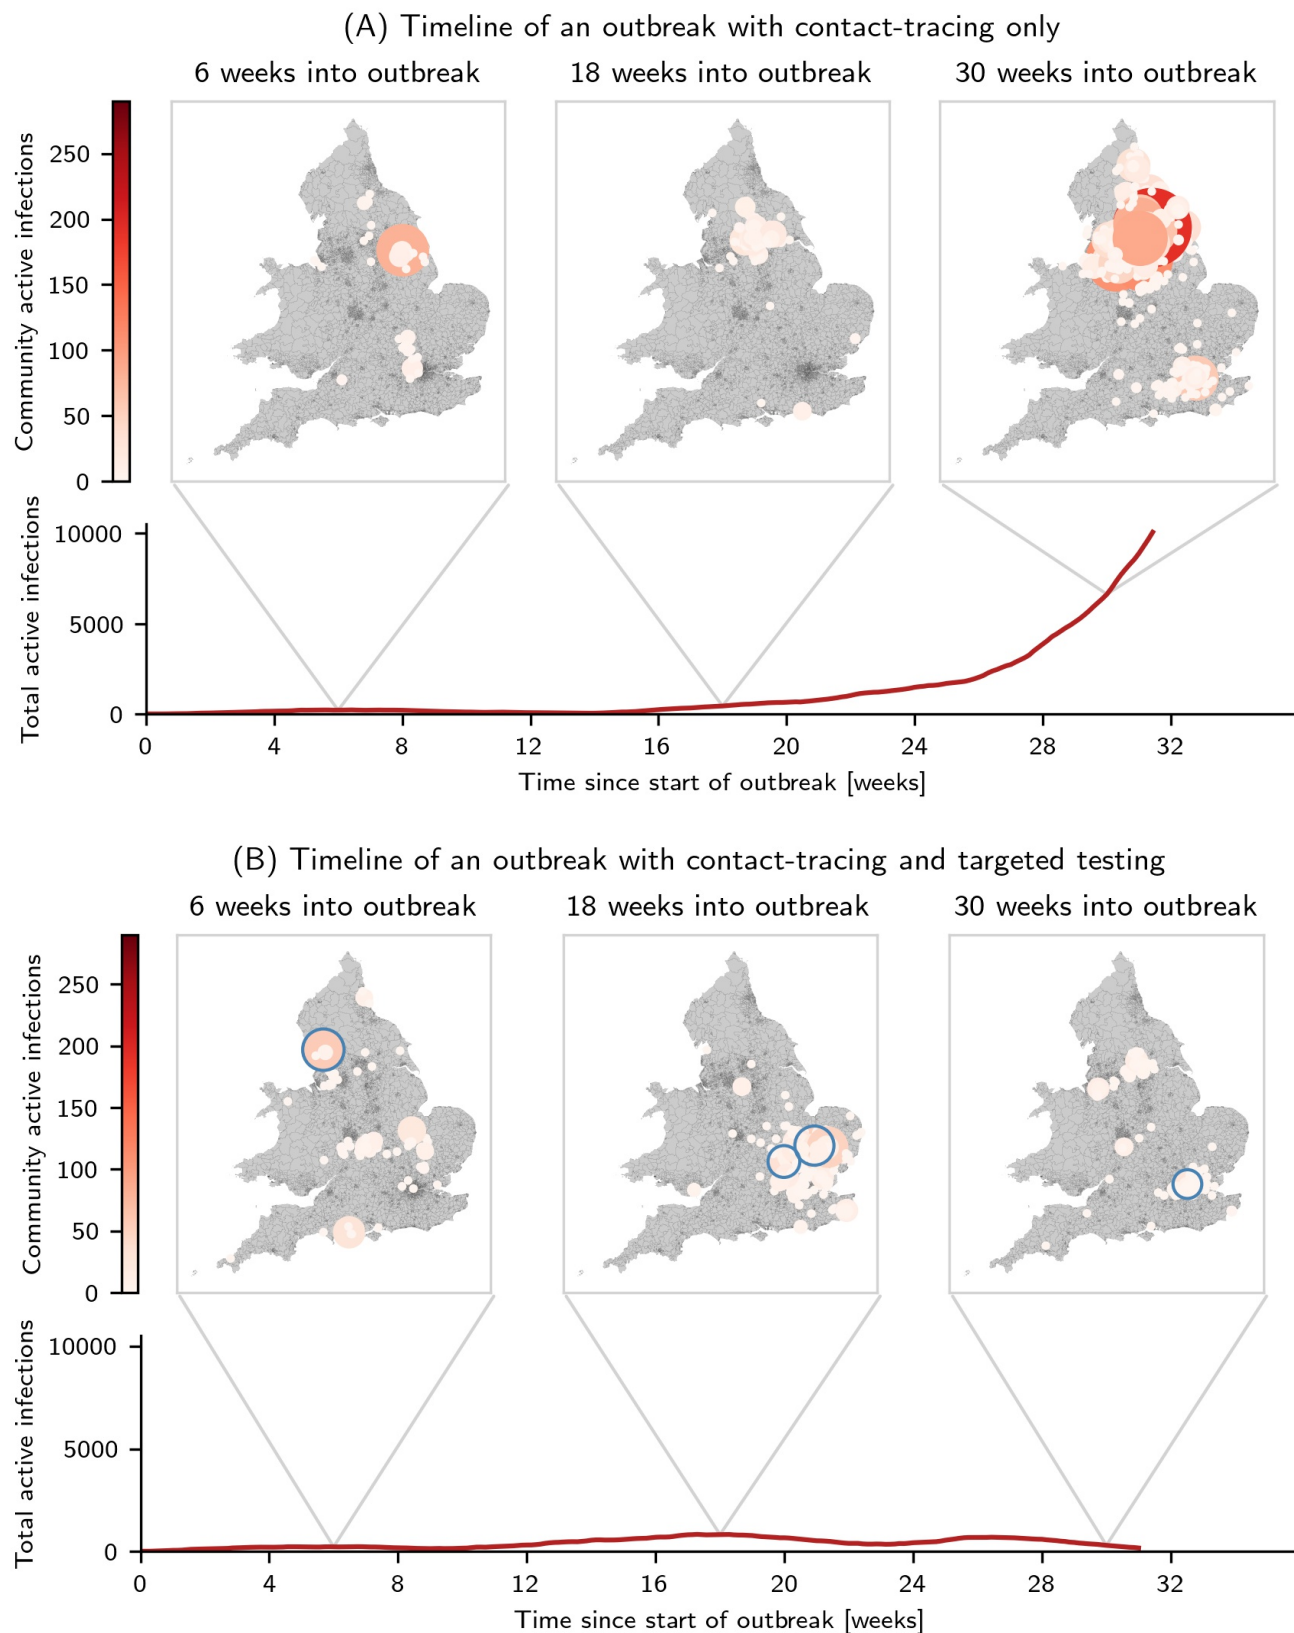 (A) Timeline of an outbreak with contact-tracing only
6 weeks into outbreak
18 weeks into outbreak
30 weeks into outbreak
Community active infections
250
200
150
100
50
0
Total active infections
10000
5000
0
0 4 8 12 16 20 24 28 32
Time since start of outbreak [weeks]
(B) Timeline of an outbreak with contact-tracing and targeted testing
6 weeks into outbreak
18 weeks into outbreak
30 weeks into outbreak
Community active infections
250
200
150
100
50
0
Total active infections
10000
5000
0
0 4 8 12 16 20 24 28 32
Time since start of outbreak [weeks]